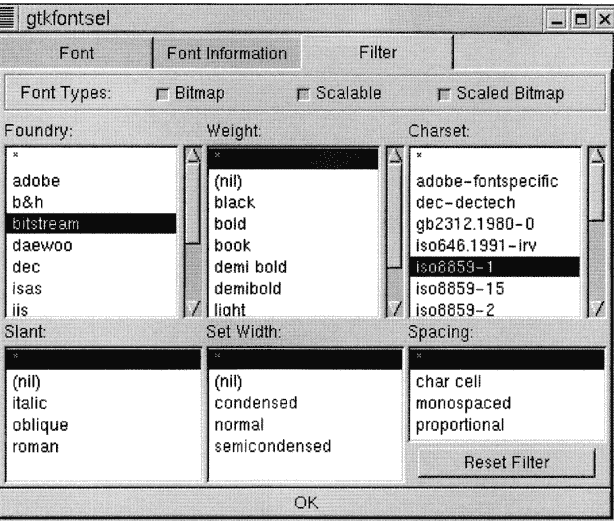 gtkfontsel
Font Font Information Filter
Font Types: Bitmap Scalable Scaled Bitmap
Foundry: Weight: Charset:
* * *
adobe (nil) adobe-fontspecific
b&h black dec-dectech
bitstream bold gb2312.1980-0
daewoo book iso646.1991-irv
dec demi bold iso8859-1
isas demibold iso8859-15
jis light iso8859-2
Slant: Set Width: Spacing:
* * *
(nil) (nil) char cell
italic condensed monospaced
oblique normal proportional
roman semicondensed
Reset Filter
OK